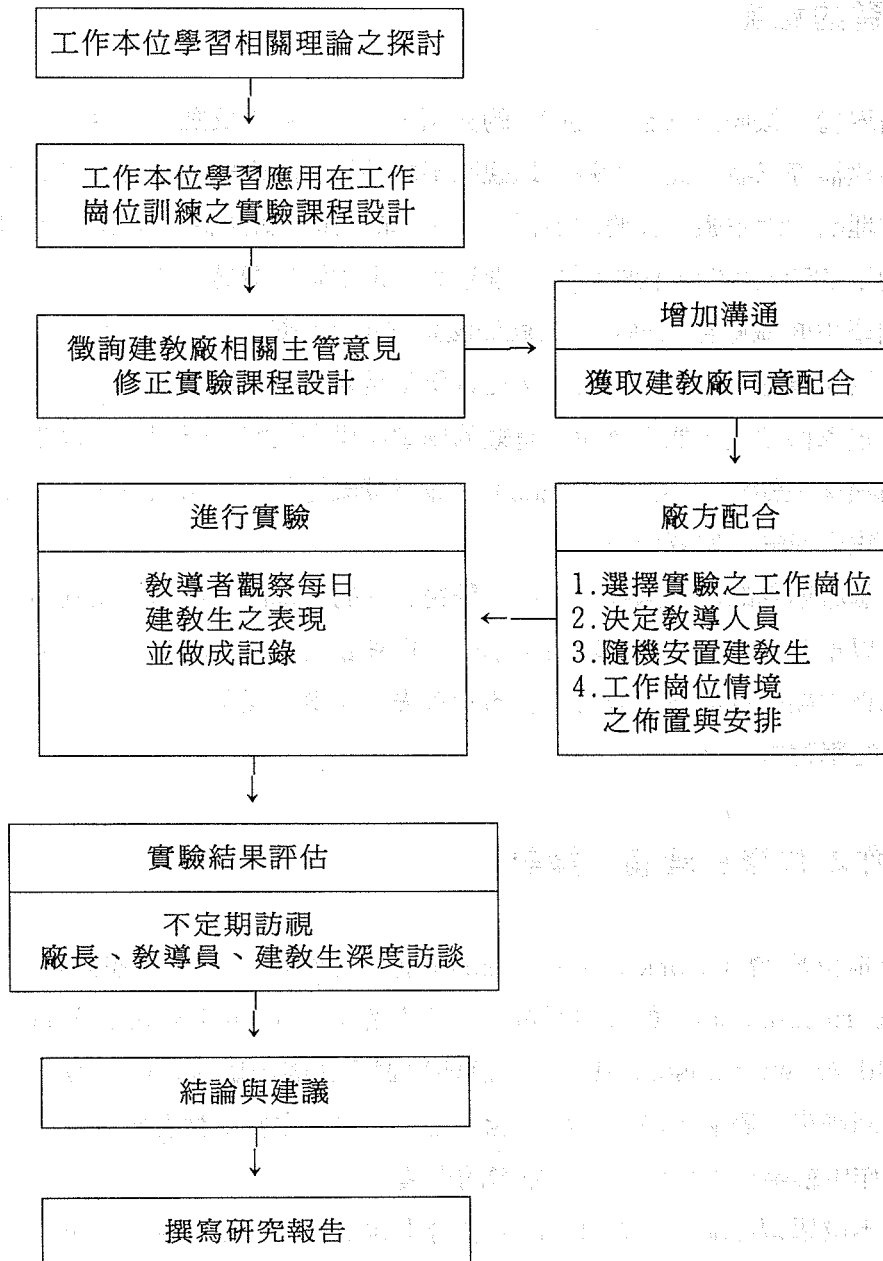 工作本位學習相關理論之探討
工作本位學習應用在工作
崗位訓練之實驗課程設計
徵詢建教廠相關主管意見
修正實驗課程設計
增加溝通
獲取建教廠同意配合
廠方配合
1.選擇實驗之工作崗位
2.決定教導人員
3.隨機安置建教生
4.工作崗位情境
之佈置與安排
進行實驗
教導者觀察每日
建教生之表現
並做成記錄
實驗結果評估
不定期訪視
廠長、教導員、建教生深度訪談
結論與建議
撰寫研究報告